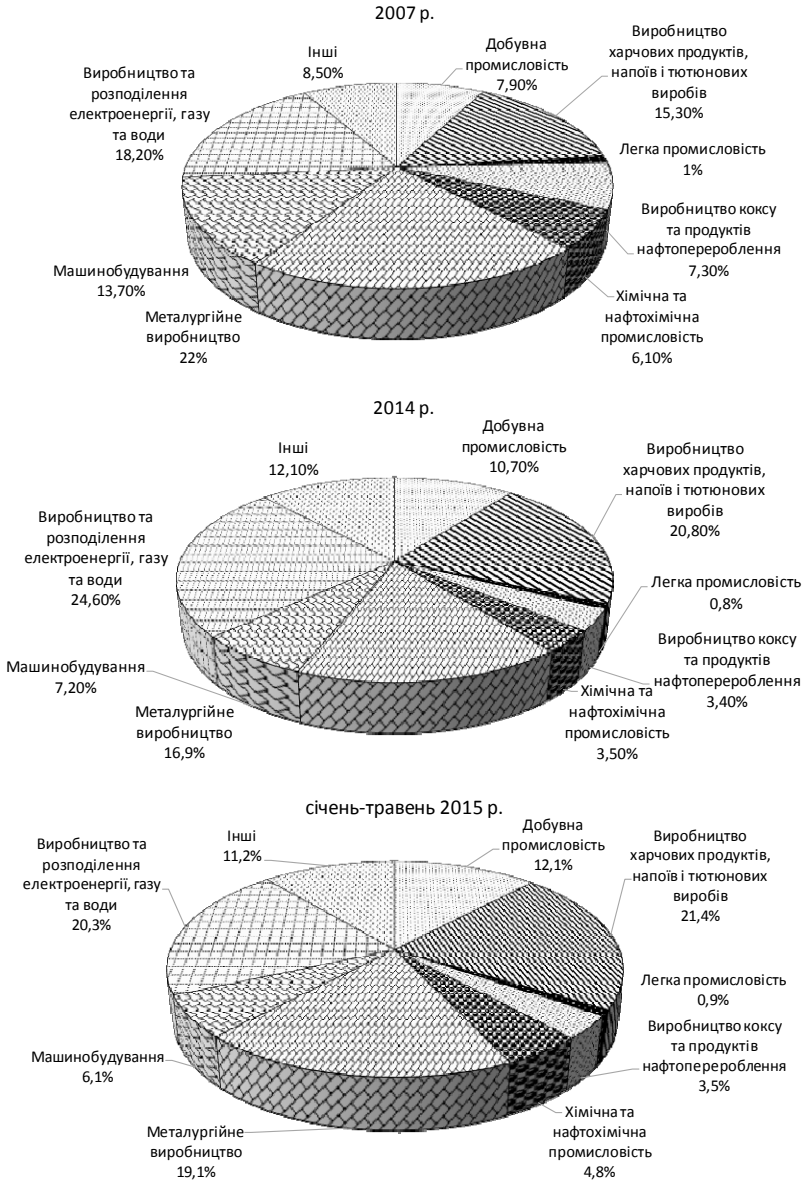 2007 р.
Інші
8,50%
Добувна
промисловість
7,90%
Виробництво
харчових продуктів,
напоїв і тютюнових
виробів
15,30%
Легка промисловість
1%
Виробництво коксу
та продуктів
нафтоперероблення
7,30%
Хімічна та
нафтохімічна
промисловість
6,10%
Металургійне
виробництво
22%
Машинобудування
13,70%
Виробництво та
розподілення
електроенергії, газу
та води
18,20%
2014 р.
Інші
12,10%
Добувна
промисловість
10,70%
Виробництво
харчових продуктів,
напоїв і тютюнових
виробів
20,80%
Легка промисловість
0,8%
Виробництво коксу
та продуктів
нафтоперероблення
3,40%
Хімічна та
нафтохімічна
промисловість
3,50%
Металургійне
виробництво
16,9%
Машинобудування
7,20%
Виробництво та
розподілення
електроенергії, газу
та води
24,60%
січень-травень 2015 р.
Інші
11,2%
Добувна
промисловість
12,1%
Виробництво
харчових продуктів,
напоїв і тютюнових
виробів
21,4%
Легка промисловість
0,9%
Виробництво коксу
та продуктів
нафтоперероблення
3,5%
Хімічна та
нафтохімічна
промисловість
4,8%
Металургійне
виробництво
19,1%
Машинобудування
6,1%
Виробництво та
розподілення
електроенергії, газу
та води
20,3%